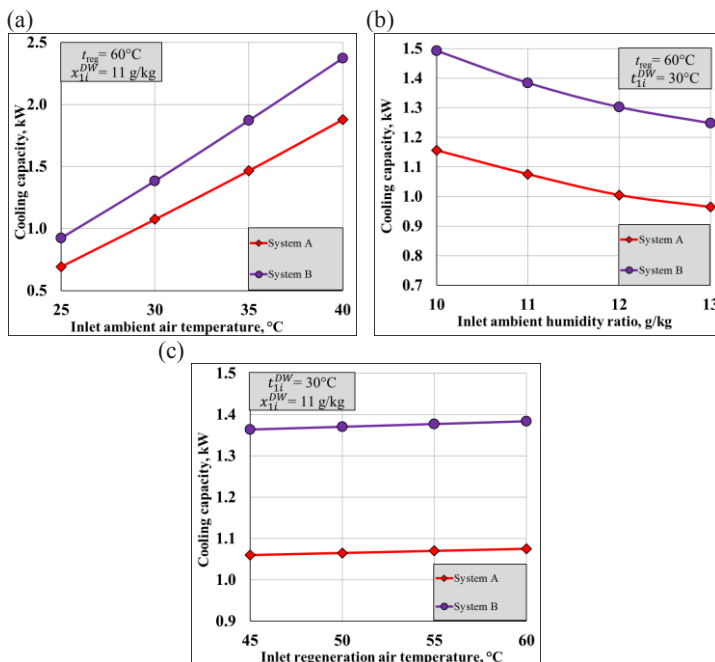 (a)
t_reg= 60°C
x_1i^DW= 11 g/kg
Cooling capacity, kW
2.5
2.0
1.5
1.0
0.5
System A
System B
25
30
35
40
Inlet ambient air temperature, °C
(b)
t_reg= 60°C
t_1i^DW= 30°C
Cooling capacity, kW
1.5
1.4
1.3
1.2
1.1
1.0
0.9
0.8
0.7
System A
System B
10
11
12
13
Inlet ambient humidity ratio, g/kg
(c)
t_1i^DW= 30°C
x_1i^DW= 11 g/kg
Cooling capacity, kW
1.5
1.4
1.3
1.2
1.1
1.0
0.9
System A
System B
45
50
55
60
Inlet regeneration air temperature, °C